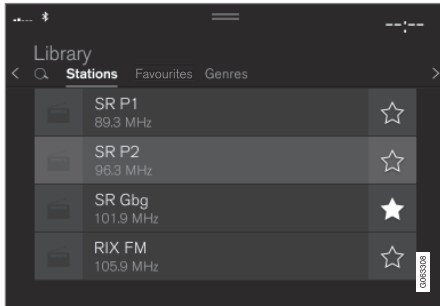 --:--
Library
Stations Favourites Genres
SR P1
89.3 MHz
SR P2
96.3 MHz
SR Gbg
101.9 MHz
RIX FM
105.9 MHz
G063308